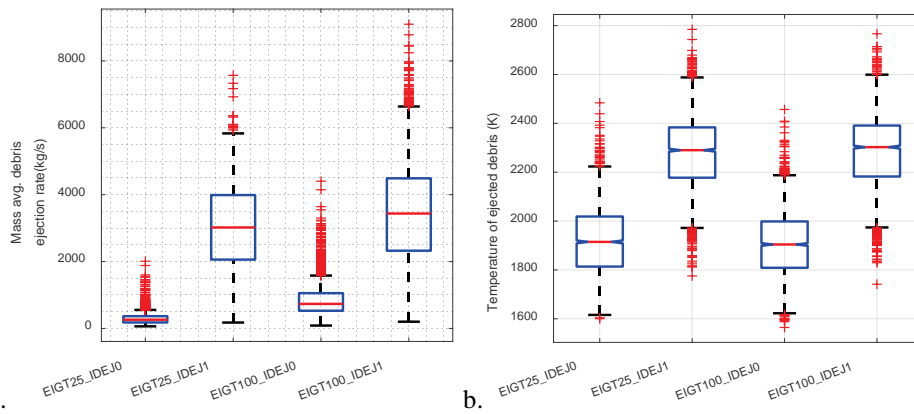 8000
6000
4000
2000
0
Mass avg. debris
ejection rate(kg/s)
EIGT25_IDEJ0
EIGT25_IDEJ1
EIGT100_IDEJ0
EIGT100_IDEJ1
.
b.
2800
2600
2400
2200
2000
1800
1600
Temperature of ejected debris (K)
EIGT25_IDEJ0
EIGT25_IDEJ1
EIGT100_IDEJ0
EIGT100_IDEJ1